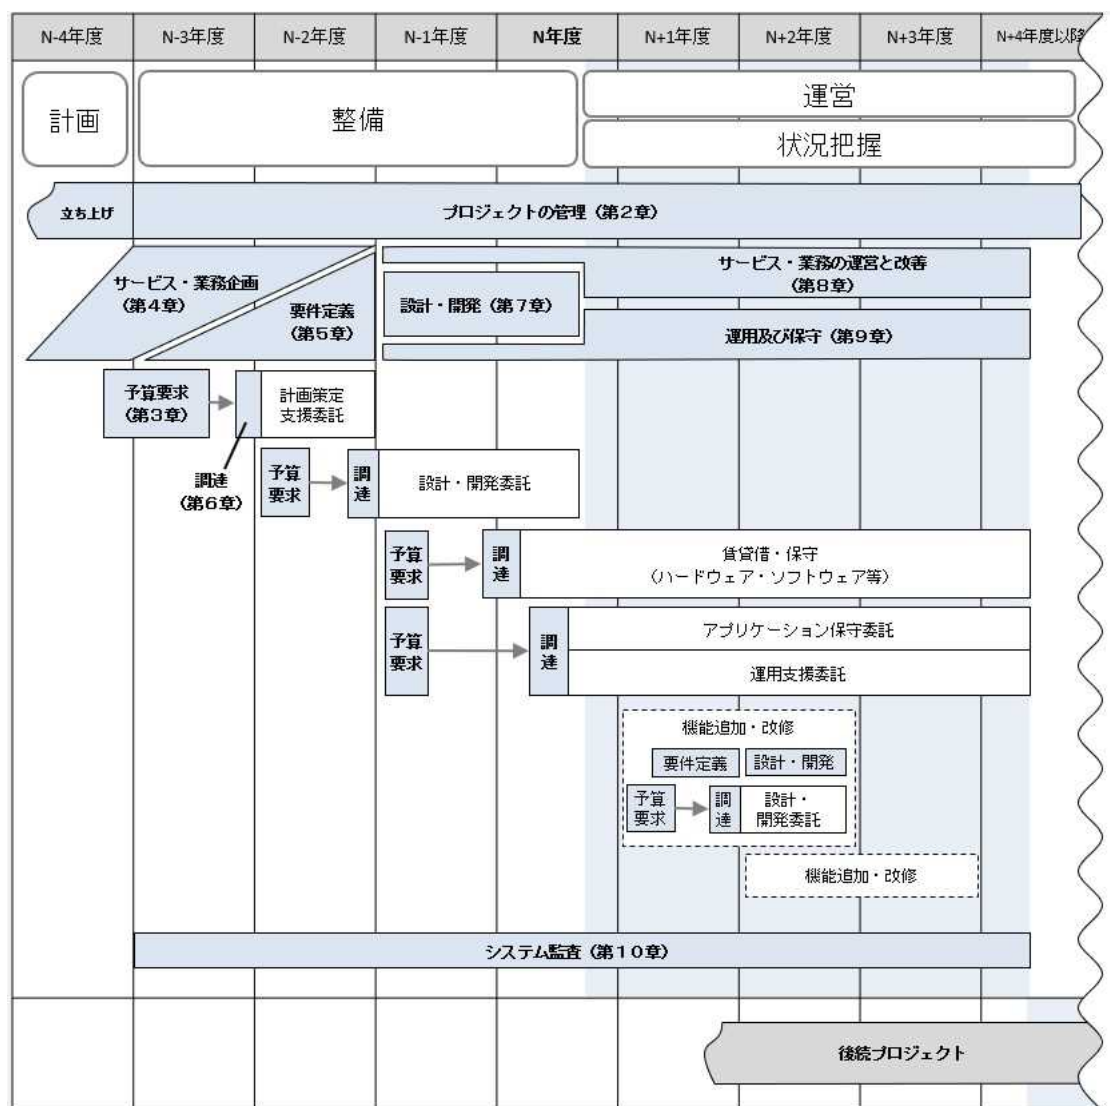 N-4年度
N-3年度
N-2年度
N-1年度
N年度
N+1年度
N+2年度
N+3年度
N+4年度以降
計画
整備
運営
状況把握
立ち上げ
プロジェクトの管理（第２章）
サービス・業務企画
（第４章）
要件定義
（第５章）
設計・開発（第７章）
サービス・業務の運営と改善
（第８章）
運用及び保守（第９章）
予算要求
（第３章）
計画策定
支援委託
調達
（第６章）
予算
要求
調
達
設計・開発委託
予算
要求
調
達
賃貸借・保守
（ハードウェア・ソフトウェア等）
予算
要求
調
達
アプリケーション保守委託
運用支援委託
機能追加・改修
要件定義
設計・開発
予算
要求
調
達
設計・
開発委託
機能追加・改修
システム監査（第１０章）
後続プロジェクト